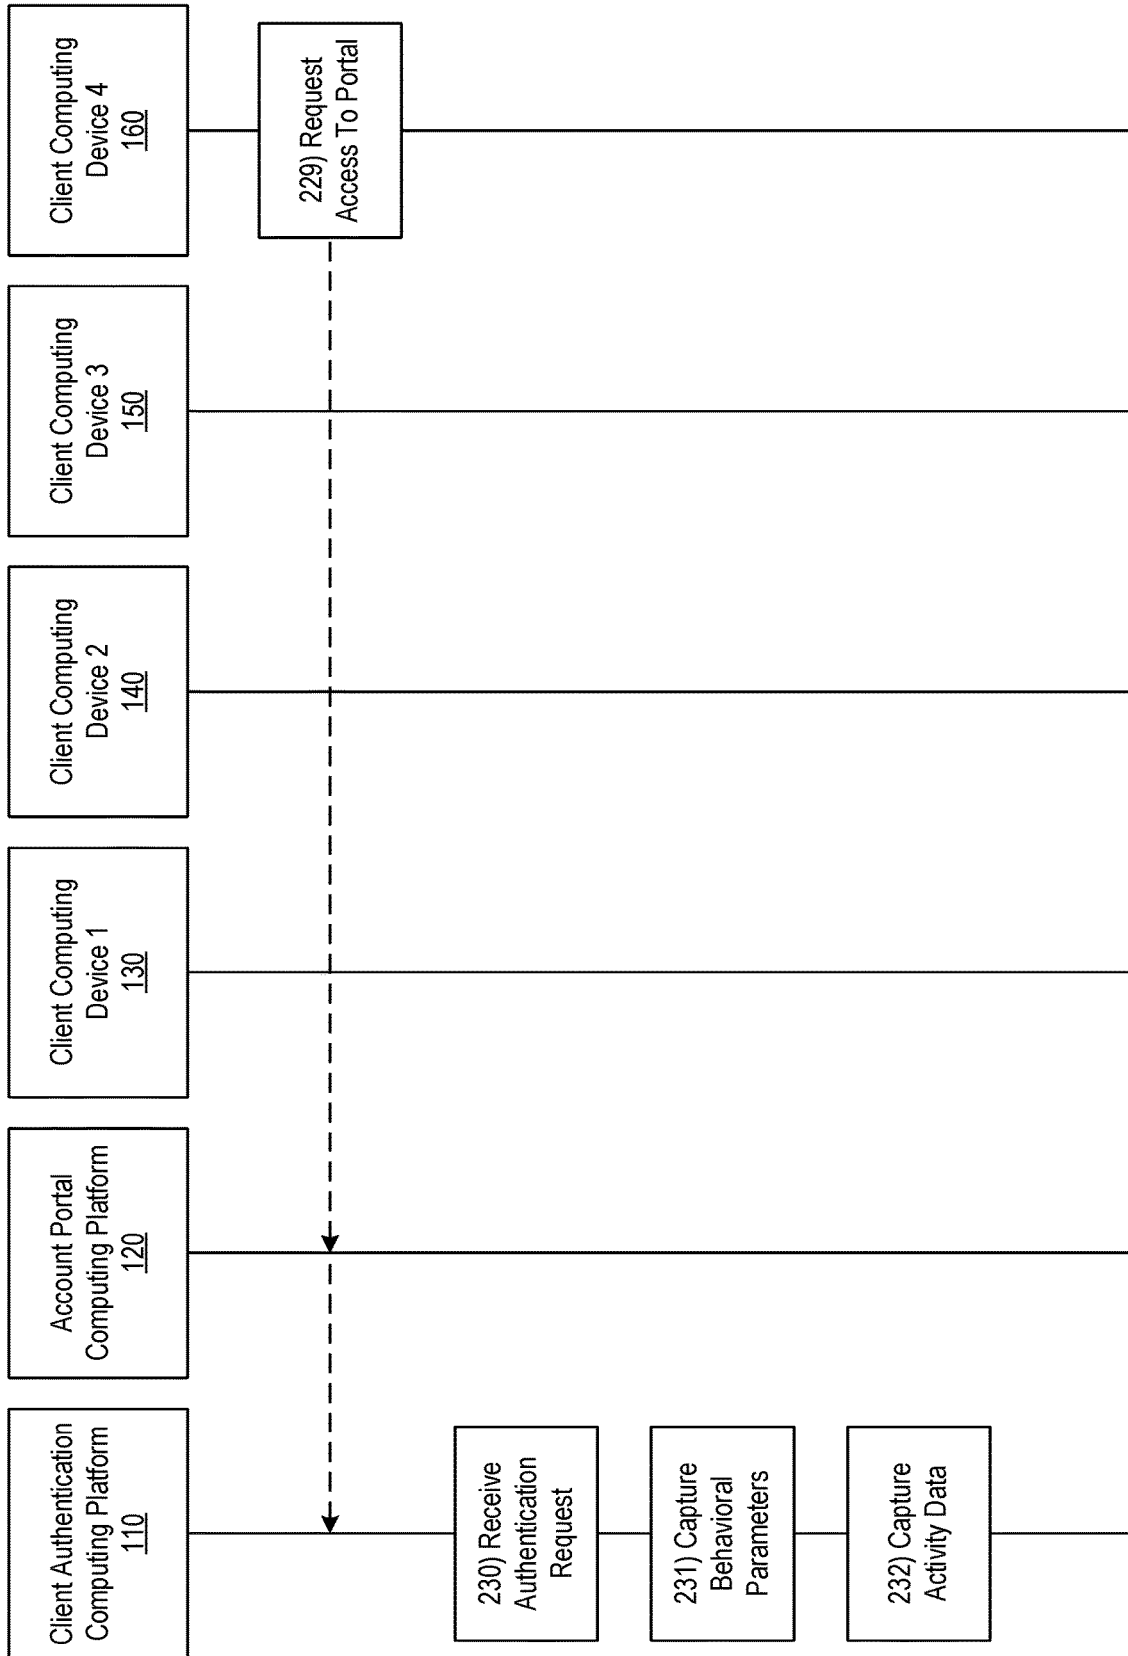 Client Authentication
Computing Platform
110
Account Portal
Computing Platform
120
Client Computing
Device 1
130
Client Computing
Device 2
140
Client Computing
Device 3
150
Client Computing
Device 4
160
229) Request
Access To Portal
230) Receive
Authentication
Request
231) Capture
Behavioral
Parameters
232) Capture
Activity Data